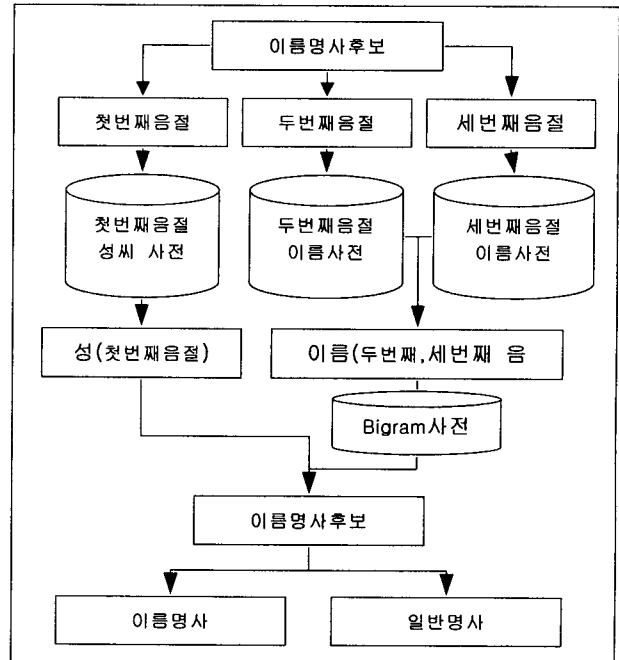 이름명사후보
첫번째음절
두번째음절
세번째음절
첫번째음절
성씨 사전
두번째음절
이름사전
세번째음절
이름사전
성(첫번째음절)
이름(두번째,세번째 음
Bigram사전
이름명사후보
이름명사
일반명사